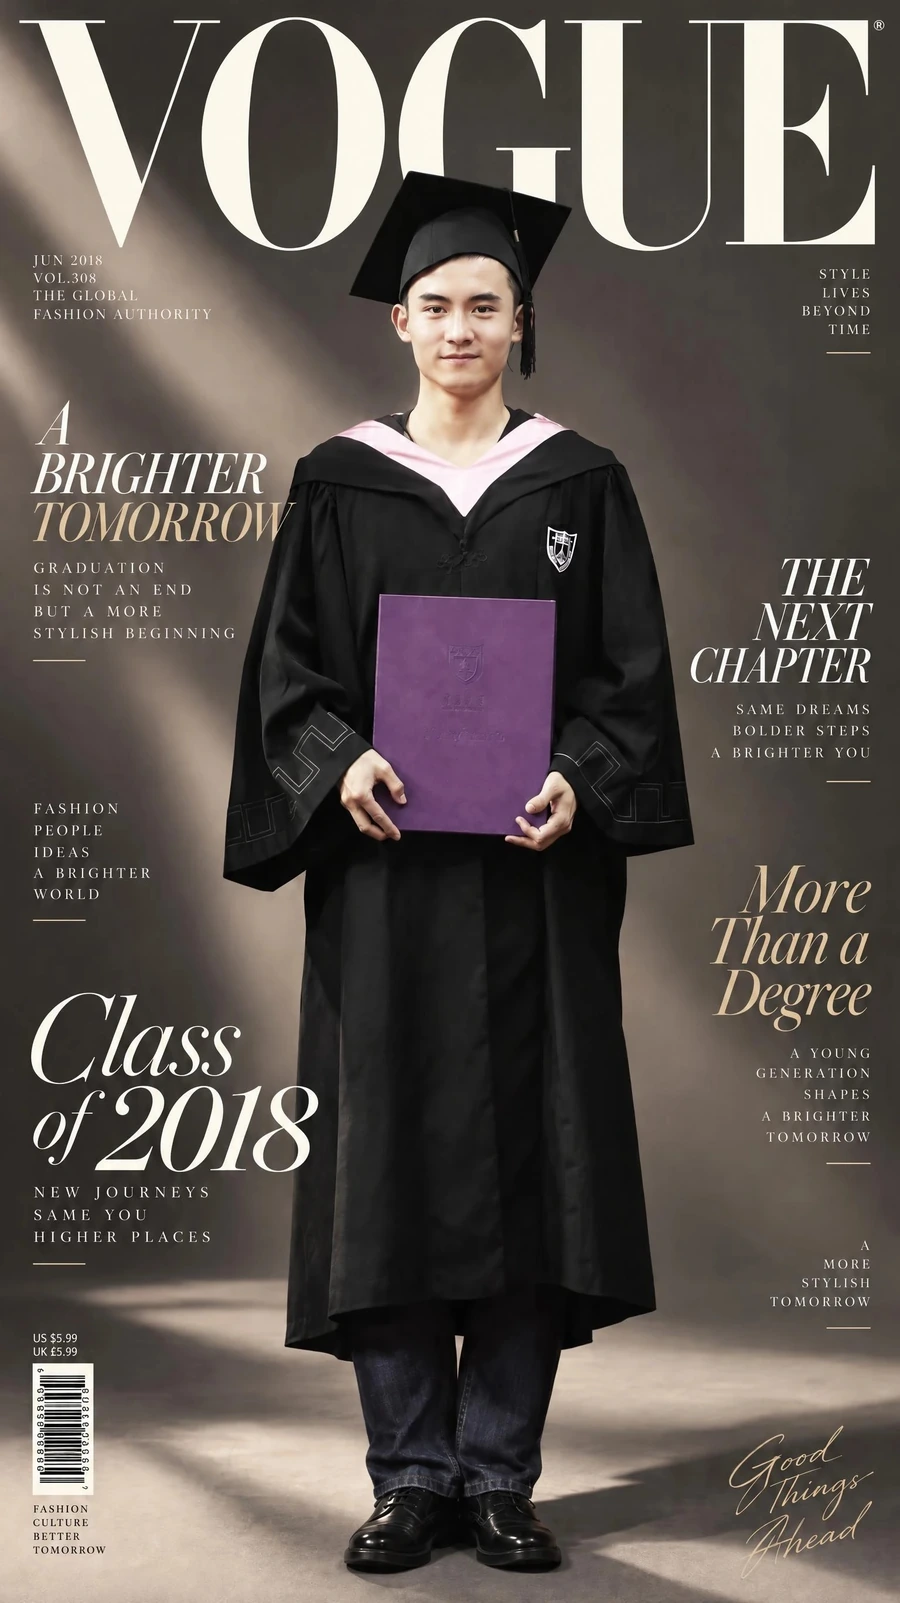 VOGUE®
JUN 2018
VOL.308
THE GLOBAL
FASHION AUTHORITY
STYLE
LIVES
BEYOND
TIME
A
BRIGHTER
TOMORROW
GRADUATION
IS NOT AN END
BUT A MORE
STYLISH BEGINNING
THE
NEXT
CHAPTER
SAME DREAMS
BOLDER STEPS
A BRIGHTER YOU
FASHION
PEOPLE
IDEAS
A BRIGHTER
WORLD
More
Than a
Degree
A YOUNG
GENERATION
SHAPES
A BRIGHTER
TOMORROW
Class
of 2018
NEW JOURNEYS
SAME YOU
HIGHER PLACES
A
MORE
STYLISH
TOMORROW
US $5.99
UK £5.99
FASHION
CULTURE
BETTER
TOMORROW
Good
Things
Ahead